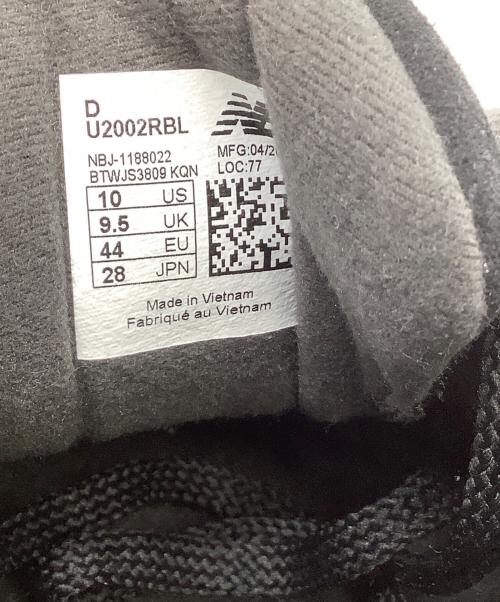 D
U2002RBL
NBJ-1188022
BTWJS3809 KQN
MFG:04/2
LOC:77
10 US
9.5 UK
44 EU
28 JPN
Made in Vietnam
Fabriqué au Vietnam